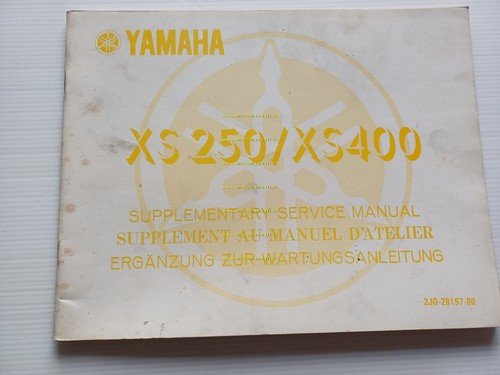 YAMAHA
XS 250/XS400
SUPPLEMENTARY SERVICE MANUAL
SUPPLEMENT AU MANUEL D'ATELIER
ERGÄNZUNG ZUR WARTUNGSANLEITUNG
2J0-28197-80